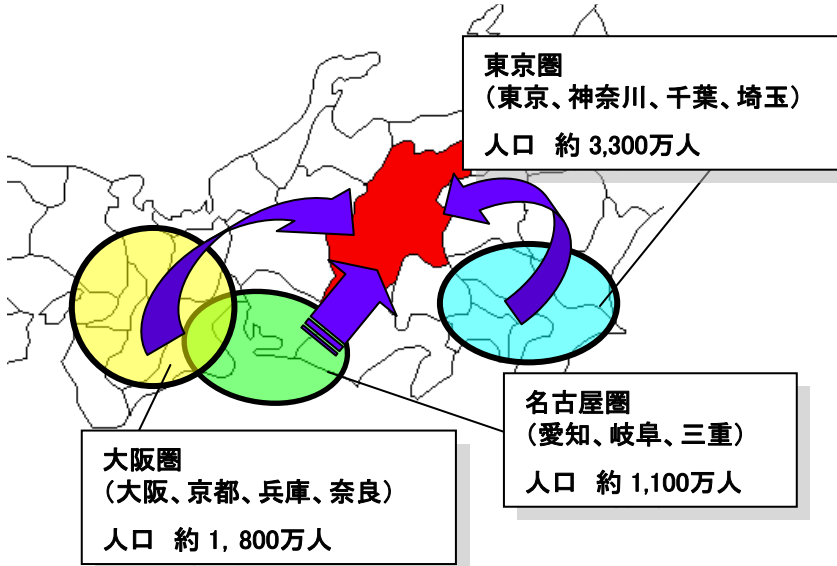 東京圏
（東京、神奈川、千葉、埼玉）
人口　約 3,300万人
名古屋圏
（愛知、岐阜、三重）
人口　約 1,100万人
大阪圏
（大阪、京都、兵庫、奈良）
人口　約 1，800万人